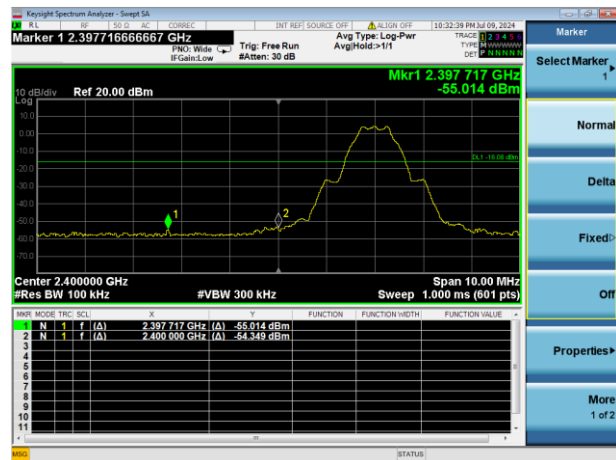 Keysight Spectrum Analyzer - Swept SA
RL RF 50 Ω AC CORREC INT REF SOURCE OFF ALIGN OFF 10:32:39 PM Jul 09, 2024
Marker 1 2.397716666667 GHz
PNO: Wide
IFGain:Low
Trig: Free Run
#Atten: 30 dB
Avg Type: Log-Pwr
Avg|Hold:>1/1
TRACE 1 2 3 4 5 6
TYPE M W W W W W
DET P N N N N N
Mkr1 2.397 717 GHz
-55.014 dBm
10 dB/div Ref 20.00 dBm
Log
10.0
0.00
-10.0
DL1 -16.00 dBm
-20.0
-30.0
-40.0
-50.0
-60.0
-70.0
1
2
Center 2.400000 GHz Span 10.00 MHz
#Res BW 100 kHz #VBW 300 kHz Sweep 1.000 ms (601 pts)
MKR MODE TRC SCL X Y FUNCTION FUNCTION WIDTH FUNCTION VALUE
1 N 1 f (Δ) 2.397 717 GHz (Δ) -55.014 dBm
2 N 1 f (Δ) 2.400 000 GHz (Δ) -54.349 dBm
3
4
5
6
7
8
9
10
11
MSG STATUS
Marker
Select Marker
1
Normal
Delta
Fixed
Off
Properties
More
1 of 2